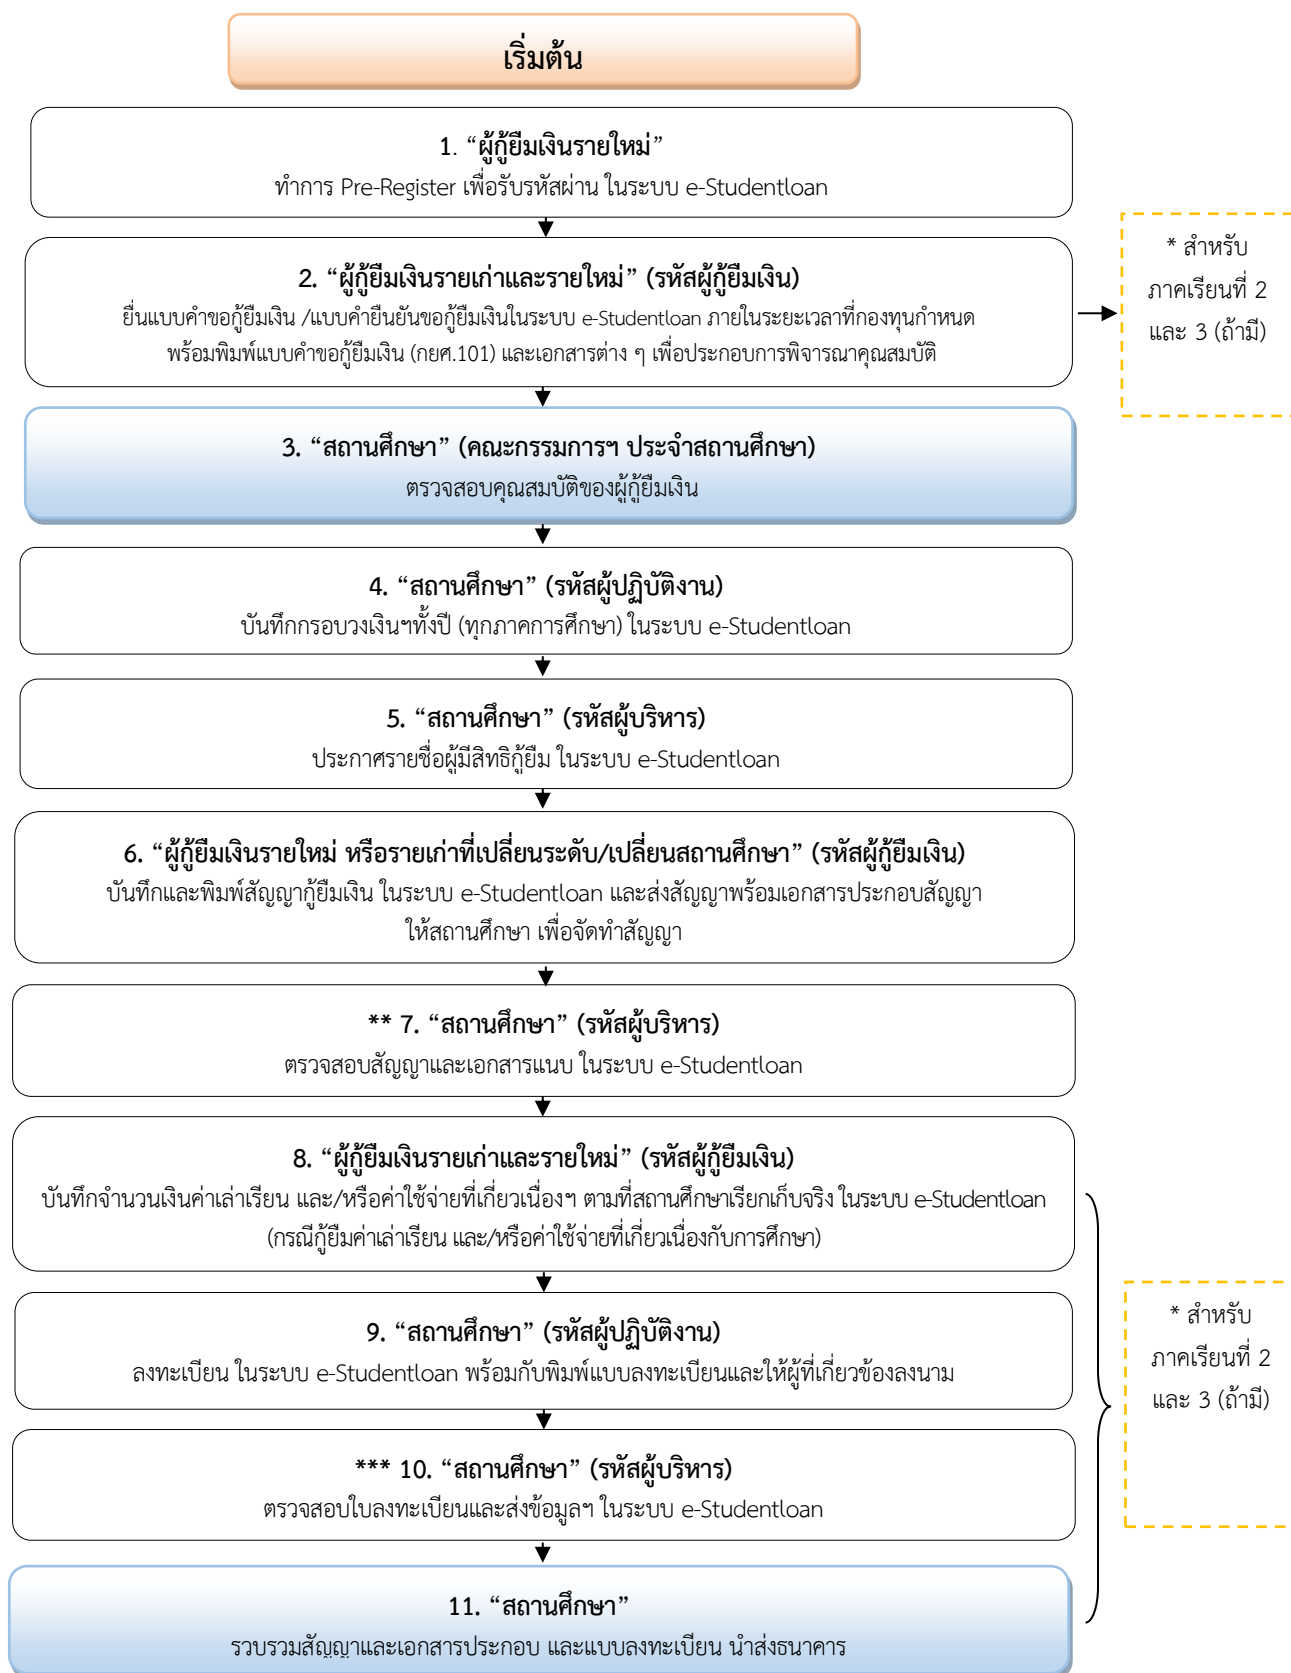 เริ่มต้น
1. “ผู้กู้ยืมเงินรายใหม่”
ทำการ Pre-Register เพื่อรับรหัสผ่าน ในระบบ e-Studentloan
2. “ผู้กู้ยืมเงินรายเก่าและรายใหม่” (รหัสผู้กู้ยืมเงิน)
ยื่นแบบคำขอกู้ยืมเงิน /แบบคำยืนยันขอกู้ยืมเงินในระบบ e-Studentloan ภายในระยะเวลาที่กองทุนกำหนด
พร้อมพิมพ์แบบคำขอกู้ยืมเงิน (กยศ.101) และเอกสารต่าง ๆ เพื่อประกอบการพิจารณาคุณสมบัติ
* สำหรับ
ภาคเรียนที่ 2
และ 3 (ถ้ามี)
3. “สถานศึกษา” (คณะกรรมการฯ ประจำสถานศึกษา)
ตรวจสอบคุณสมบัติของผู้กู้ยืมเงิน
4. “สถานศึกษา” (รหัสผู้ปฏิบัติงาน)
บันทึกกรอบวงเงินฯทั้งปี (ทุกภาคการศึกษา) ในระบบ e-Studentloan
5. “สถานศึกษา” (รหัสผู้บริหาร)
ประกาศรายชื่อผู้มีสิทธิกู้ยืม ในระบบ e-Studentloan
6. “ผู้กู้ยืมเงินรายใหม่ หรือรายเก่าที่เปลี่ยนระดับ/เปลี่ยนสถานศึกษา” (รหัสผู้กู้ยืมเงิน)
บันทึกและพิมพ์สัญญากู้ยืมเงิน ในระบบ e-Studentloan และส่งสัญญาพร้อมเอกสารประกอบสัญญา
ให้สถานศึกษา เพื่อจัดทำสัญญา
** 7. “สถานศึกษา” (รหัสผู้บริหาร)
ตรวจสอบสัญญาและเอกสารแนบ ในระบบ e-Studentloan
8. “ผู้กู้ยืมเงินรายเก่าและรายใหม่” (รหัสผู้กู้ยืมเงิน)
บันทึกจำนวนเงินค่าเล่าเรียน และ/หรือค่าใช้จ่ายที่เกี่ยวเนื่องฯ ตามที่สถานศึกษาเรียกเก็บจริง ในระบบ e-Studentloan
(กรณีกู้ยืมค่าเล่าเรียน และ/หรือค่าใช้จ่ายที่เกี่ยวเนื่องกับการศึกษา)
9. “สถานศึกษา” (รหัสผู้ปฏิบัติงาน)
ลงทะเบียน ในระบบ e-Studentloan พร้อมกับพิมพ์แบบลงทะเบียนและให้ผู้ที่เกี่ยวข้องลงนาม
* สำหรับ
ภาคเรียนที่ 2
และ 3 (ถ้ามี)
*** 10. “สถานศึกษา” (รหัสผู้บริหาร)
ตรวจสอบใบลงทะเบียนและส่งข้อมูลฯ ในระบบ e-Studentloan
11. “สถานศึกษา”
รวบรวมสัญญาและเอกสารประกอบ และแบบลงทะเบียน นำส่งธนาคาร